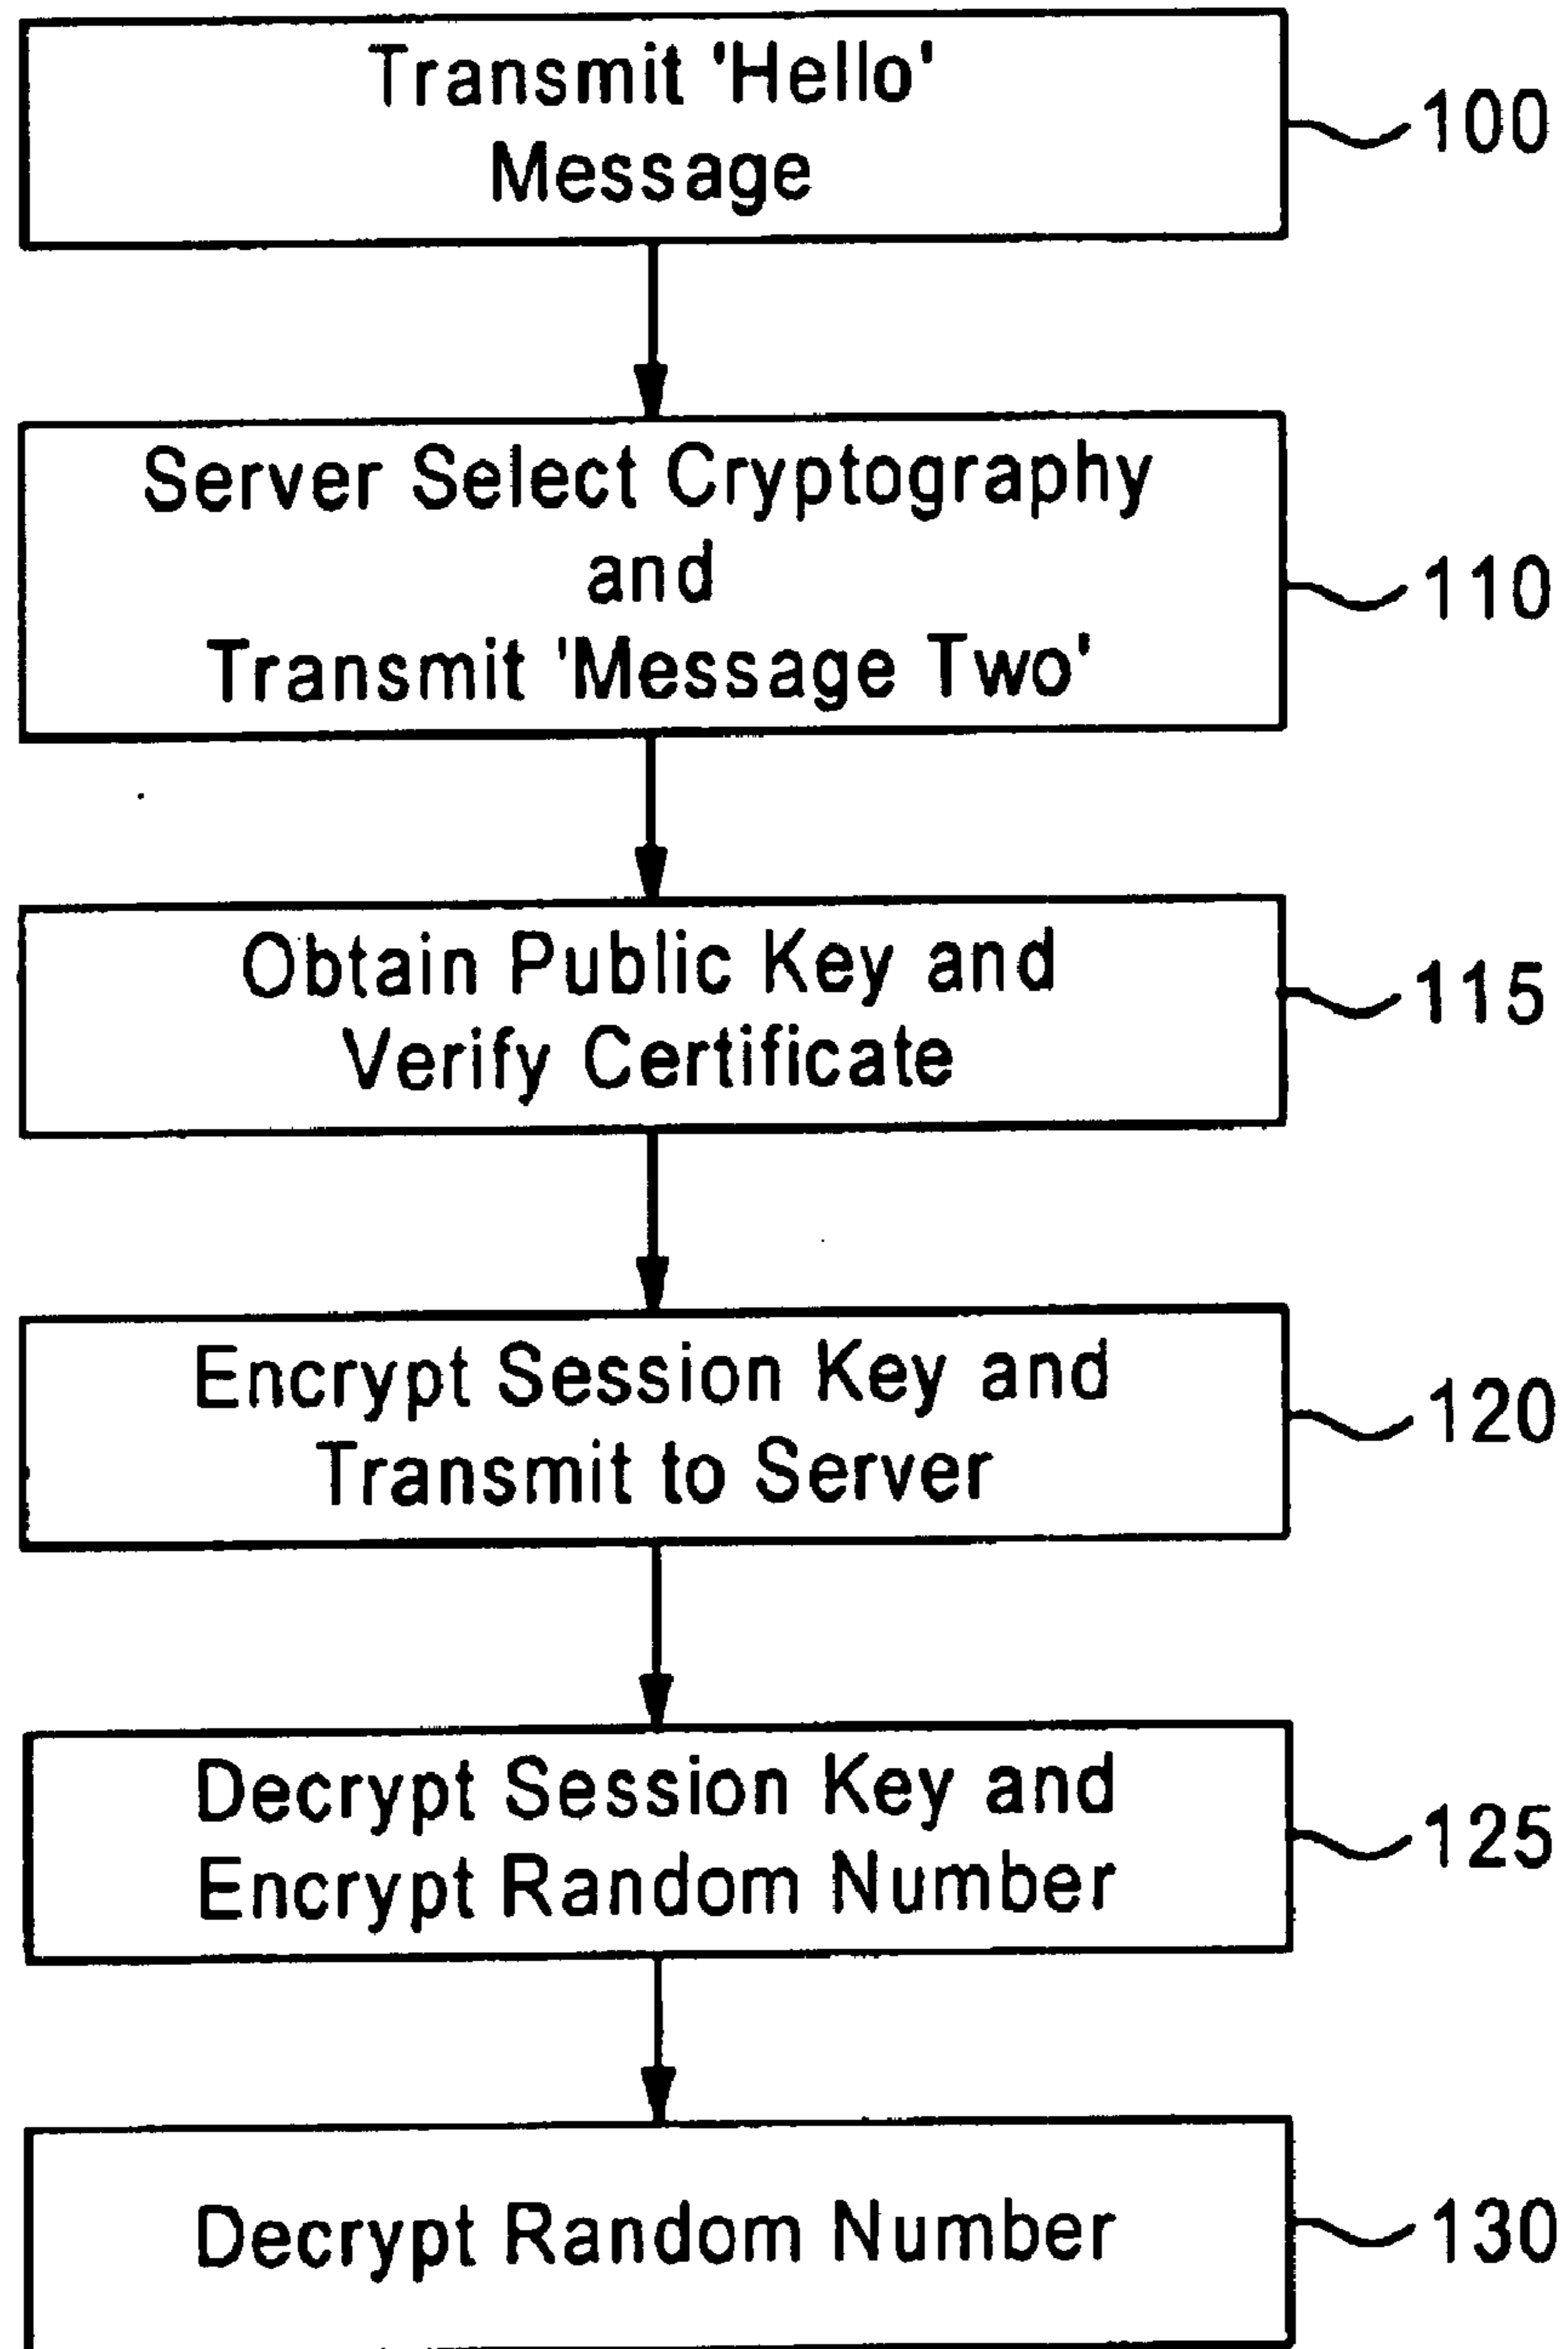 Transmit 'Hello'
Message
100
Server Select Cryptography
and
Transmit 'Message Two'
110
Obtain Public Key and
Verify Certificate
115
Encrypt Session Key and
Transmit to Server
120
Decrypt Session Key and
Encrypt Random Number
125
Decrypt Random Number
130